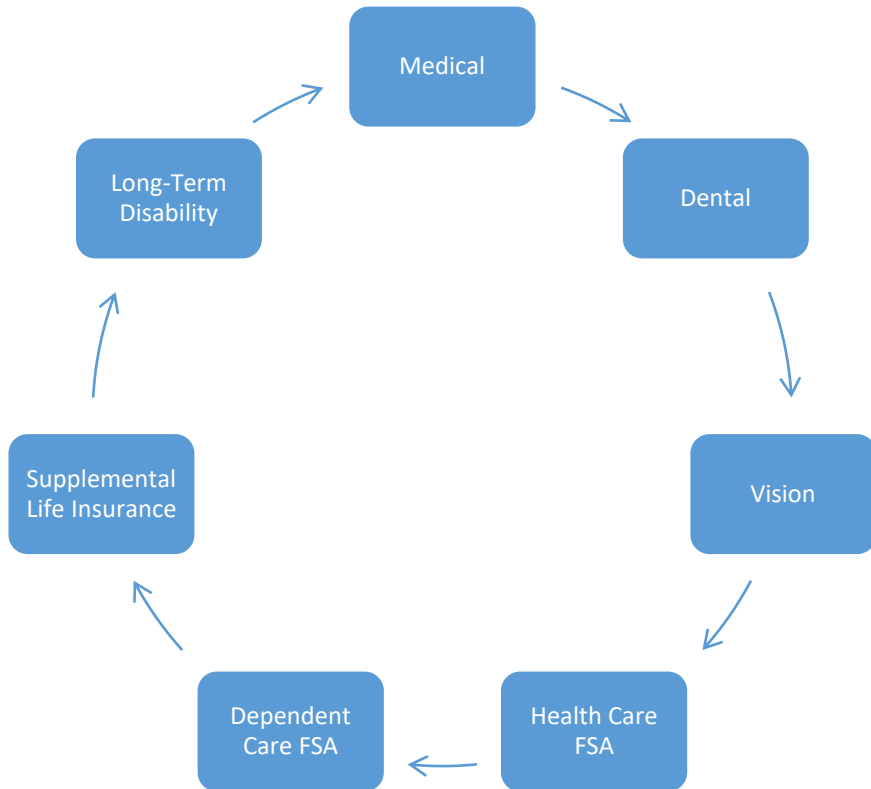 Medical
Dental
Vision
Health Care
FSA
Dependent
Care FSA
Supplemental
Life Insurance
Long-Term
Disability